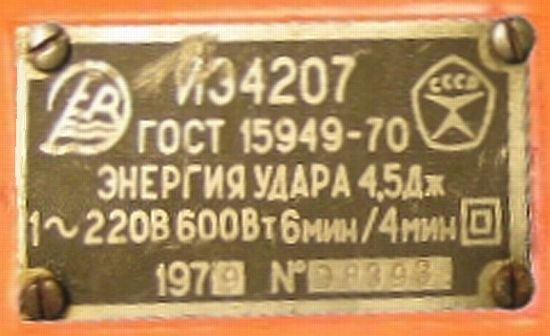 ИЭ4207
СССР
ГОСТ 15949-70
ЭНЕРГИЯ УДАРА 4,5Дж
1~220В 600Вт 6мин/4мин
1979 №